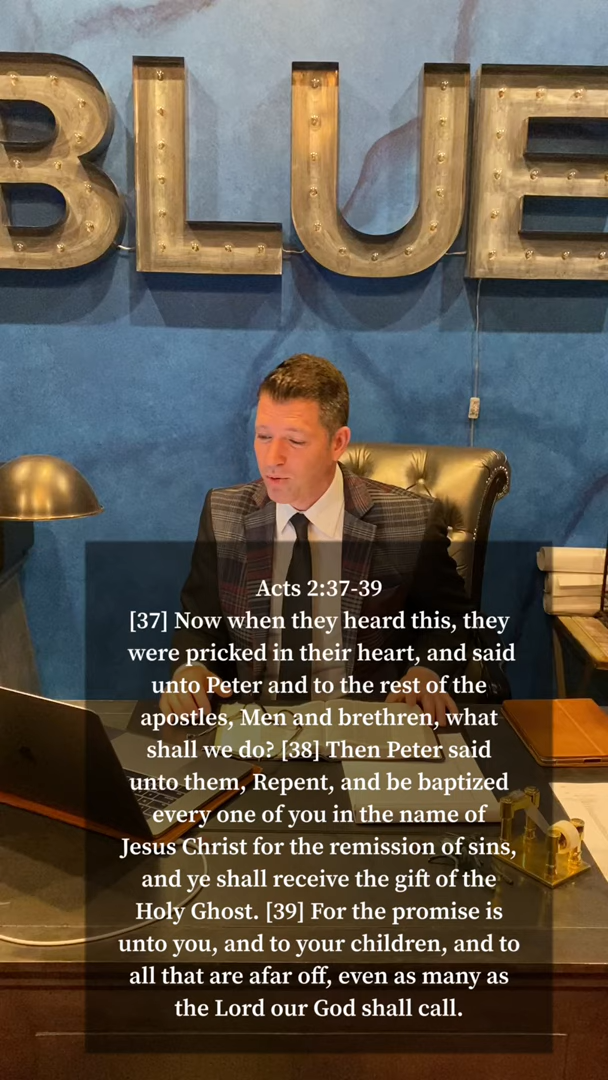 BLUE
Acts 2:37-39
[37] Now when they heard this, they
were pricked in their heart, and said
unto Peter and to the rest of the
apostles, Men and brethren, what
shall we do? [38] Then Peter said
unto them, Repent, and be baptized
every one of you in the name of
Jesus Christ for the remission of sins,
and ye shall receive the gift of the
Holy Ghost. [39] For the promise is
unto you, and to your children, and to
all that are afar off, even as many as
the Lord our God shall call.